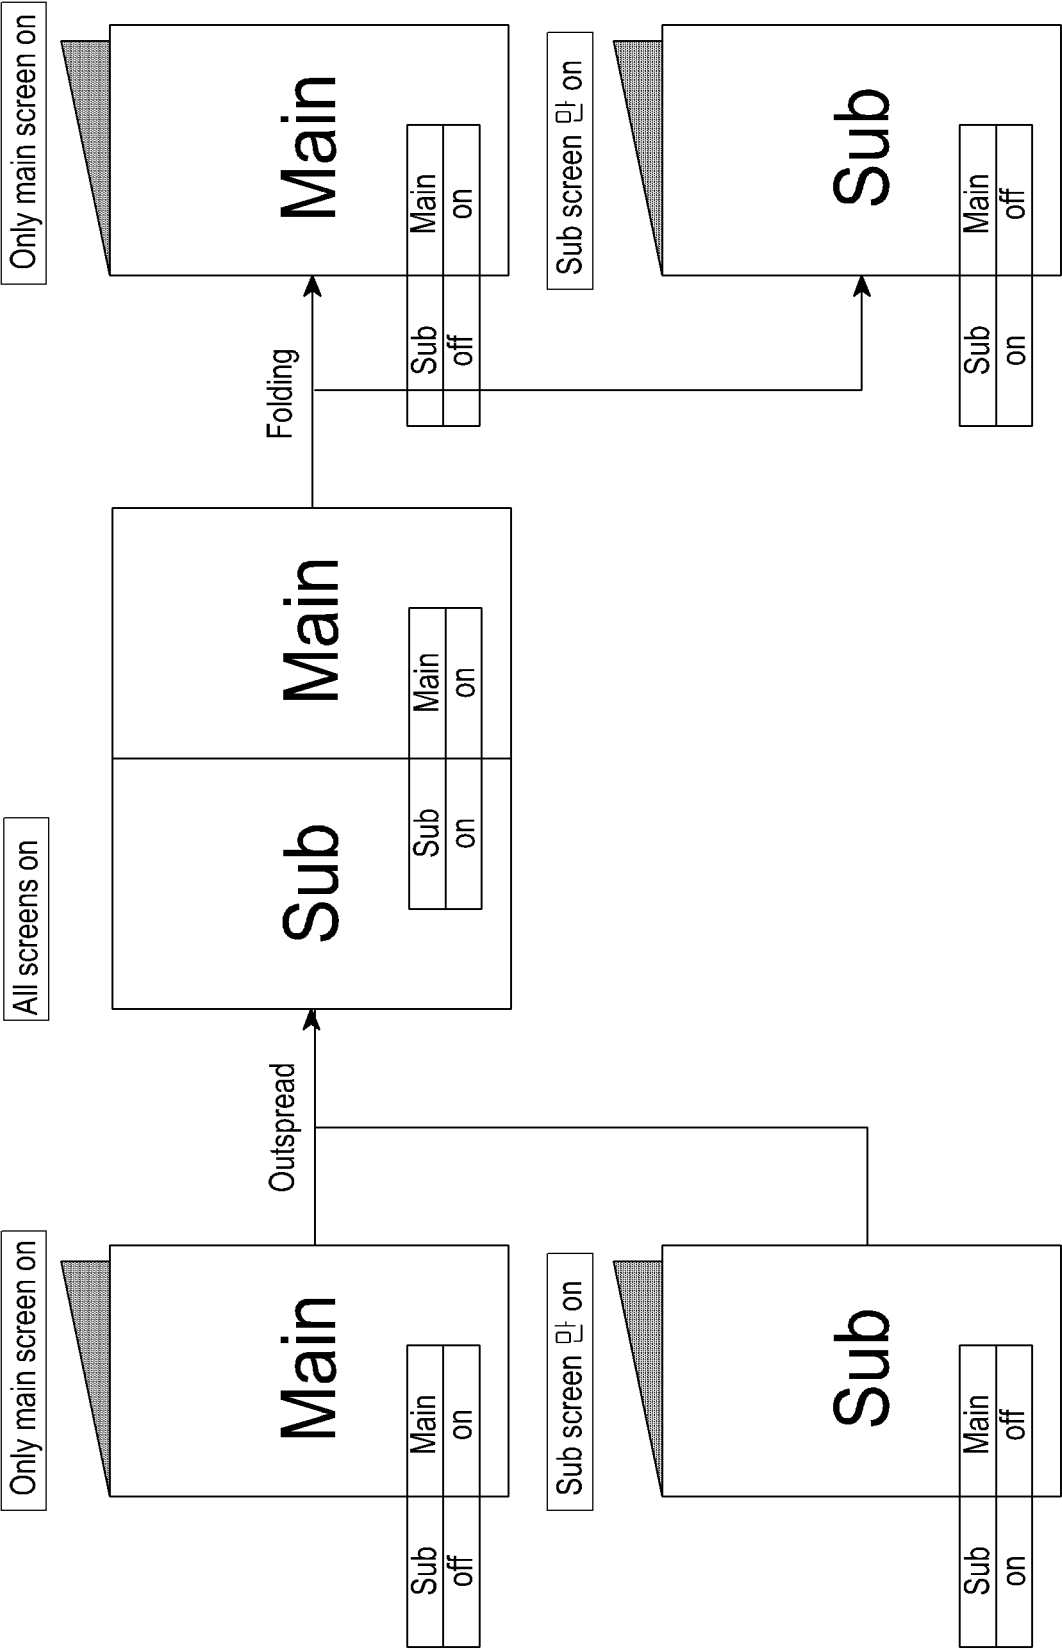 Only main screen on
Main
Sub Main
off on
Sub screen 만 on
Sub
Sub Main
on off
Outspread
All screens on
Sub Main
Sub Main
on on
Folding
Only main screen on
Main
Sub Main
off on
Sub screen 만 on
Sub
Sub Main
on off